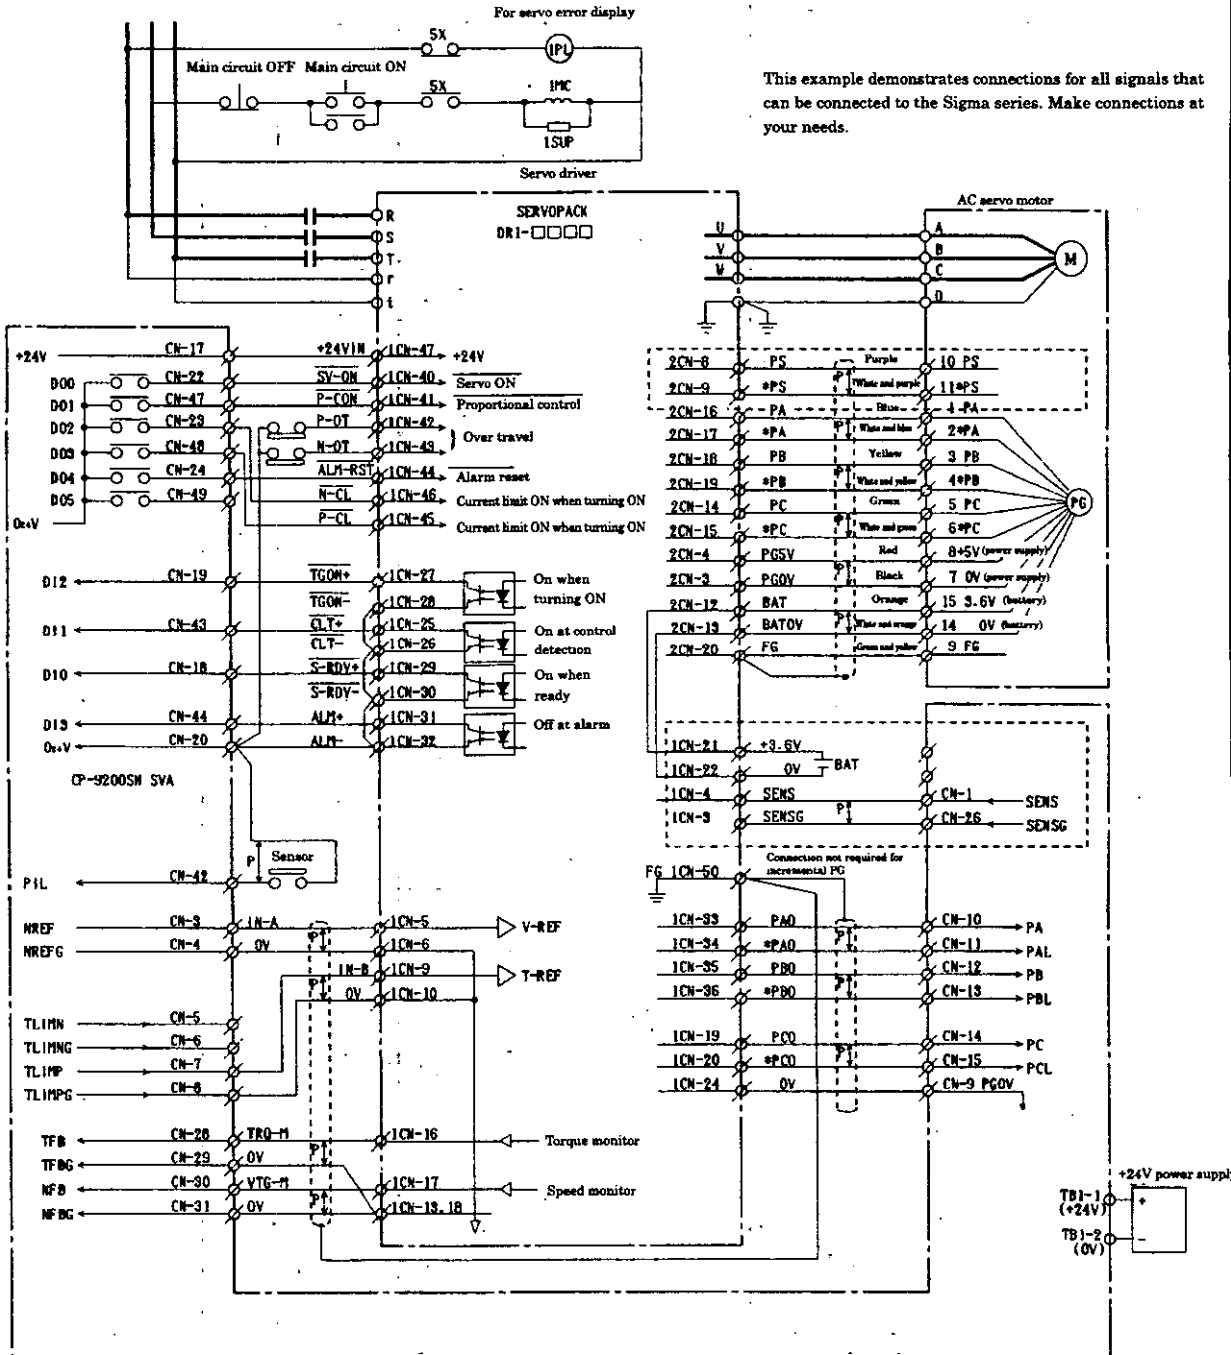 For servo error display
5X
1PL
Main circuit OFF Main circuit ON
5X
1MC
1SUP
This example demonstrates connections for all signals that
can be connected to the Sigma series. Make connections at
your needs.
Servo driver
SERVOPACK
DR1-□□□□
R
S
T
r
t
AC servo motor
U A
V B
W C
D
M
+24V CN-17 +24VIN 1CN-47 +24V
DO0 CN-22 SV-ON 1CN-40 Servo ON
DO1 CN-47 P-CON 1CN-41 Proportional control
DO2 CN-23 P-OT 1CN-42
Over travel
DO3 CN-48 N-OT 1CN-43
DO4 CN-24 ALM-RST 1CN-44 Alarm reset
DO5 CN-49 N-CL 1CN-46 Current limit ON when turning ON
024V P-CL 1CN-45 Current limit ON when turning ON
DI2 CN-19 TGON+ 1CN-27 On when
TGON- 1CN-28 turning ON
DI1 CN-43 CLT+ 1CN-25 On at control
CLT- 1CN-26 detection
DI0 CN-18 S-RDY+ 1CN-29 On when
S-RDY- 1CN-30 ready
DI3 CN-44 ALM+ 1CN-31 Off at alarm
024V CN-20 ALM- 1CN-32
CP-9200SH SVA
2CN-8 PS Purple 10 PS
P
2CN-9 *PS White and purple 11 *PS
2CN-16 PA Blue 1 PA
P
2CN-17 *PA White and blue 2 *PA
2CN-18 PB Yellow 3 PB
P
2CN-19 *PB White and yellow 4 *PB
2CN-14 PC Green 5 PC
2CN-15 *PC White and green 6 *PC
PG
2CN-4 PG5V Red 8 +5V (power supply)
P
2CN-3 PG0V Black 7 0V (power supply)
2CN-12 BAT Orange 15 3.6V (battery)
P
2CN-13 BAT0V White and orange 14 0V (battery)
2CN-20 FG Green and yellow 9 FG
1CN-21 +3.6V
BAT
1CN-22 0V
1CN-4 SENS CN-1 SENS
P
1CN-3 SENSG CN-26 SENSG
Connection not required for
incremental PG
P Sensor
PIL CN-42
FG 1CN-50
NREF CN-3 IN-A 1CN-5 V-REF
P
NREFG CN-4 0V 1CN-6
IN-B 1CN-9 T-REF
P
0V 1CN-10
TLIMN CN-5
TLIMNG CN-6
TLIMP CN-7
TLIMPG CN-8
TFB CN-28 TRQ-M 1CN-16 Torque monitor
P
TFBG CN-29 0V
NFB CN-30 VTG-M 1CN-17 Speed monitor
P
NFBG CN-31 0V 1CN-13.18
1CN-33 PAO CN-10 PA
P
1CN-34 *PAO CN-11 PAL
1CN-35 PBO CN-12 PB
P
1CN-36 *PBO CN-13 PBL
1CN-19 PCO CN-14 PC
P
1CN-20 *PCO CN-15 PCL
1CN-24 0V CN-9 PG0V
+24V power supply
TB1-1
(+24V)
+
TB1-2
(0V)
-